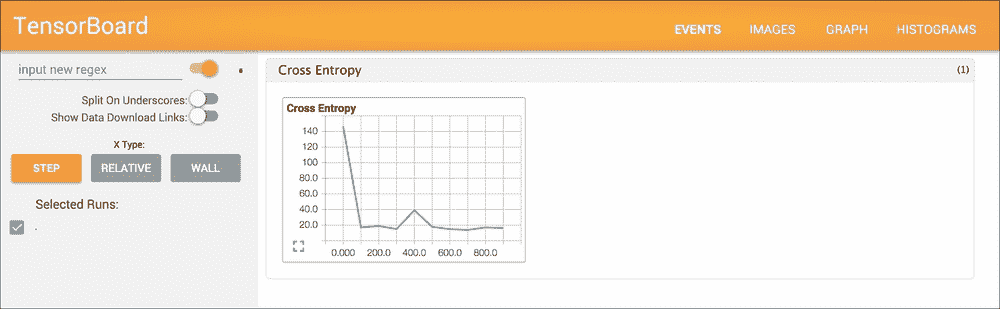 TensorBoard
EVENTS IMAGES GRAPH HISTOGRAMS
input new regex
Split On Underscores:
Show Data Download Links:
X Type:
STEP RELATIVE WALL
Selected Runs:
.
Cross Entropy (1)
Cross Entropy
140
120
100
80.0
60.0
40.0
20.0
0.000 200.0 400.0 600.0 800.0